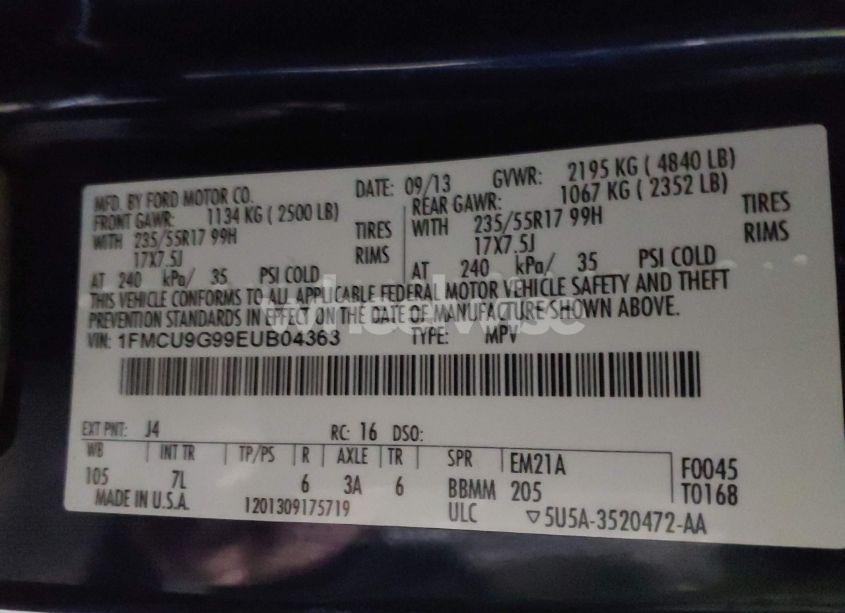 MFD. BY FORD MOTOR CO. DATE: 09/13 GVWR: 2195 KG ( 4840 LB)
FRONT GAWR: 1134 KG ( 2500 LB) REAR GAWR: 1067 KG ( 2352 LB)
WITH 235/55R17 99H TIRES WITH 235/55R17 99H TIRES
17X7.5J RIMS 17X7.5J RIMS
AT 240 kPa/ 35 PSI COLD AT 240 kPa/ 35 PSI COLD
THIS VEHICLE CONFORMS TO ALL APPLICABLE FEDERAL MOTOR VEHICLE SAFETY AND THEFT
PREVENTION STANDARDS IN EFFECT ON THE DATE OF MANUFACTURE SHOWN ABOVE.
VIN: 1FMCU9G99EUB04363 TYPE: MPV
EXT PNT: J4 RC: 16 DSO:
WB INT TR TP/PS R AXLE TR SPR EM21A F0045
105 7L 6 3A 6 BBMM 205 T0168
MADE IN U.S.A. 1201309175719 ULC ▽5U5A-3520472-AA